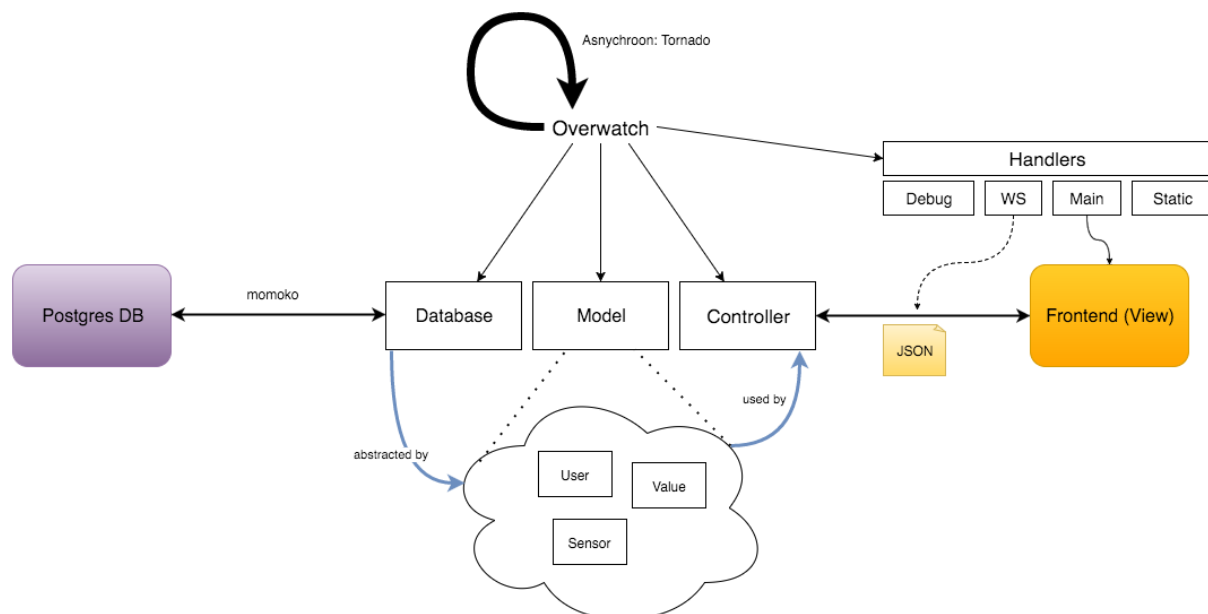 Asnychroon: Tornado
Overwatch
Handlers
Debug
WS
Main
Static
Postgres DB
momoko
Database
Model
Controller
JSON
Frontend (View)
used by
abstracted by
User
Value
Sensor